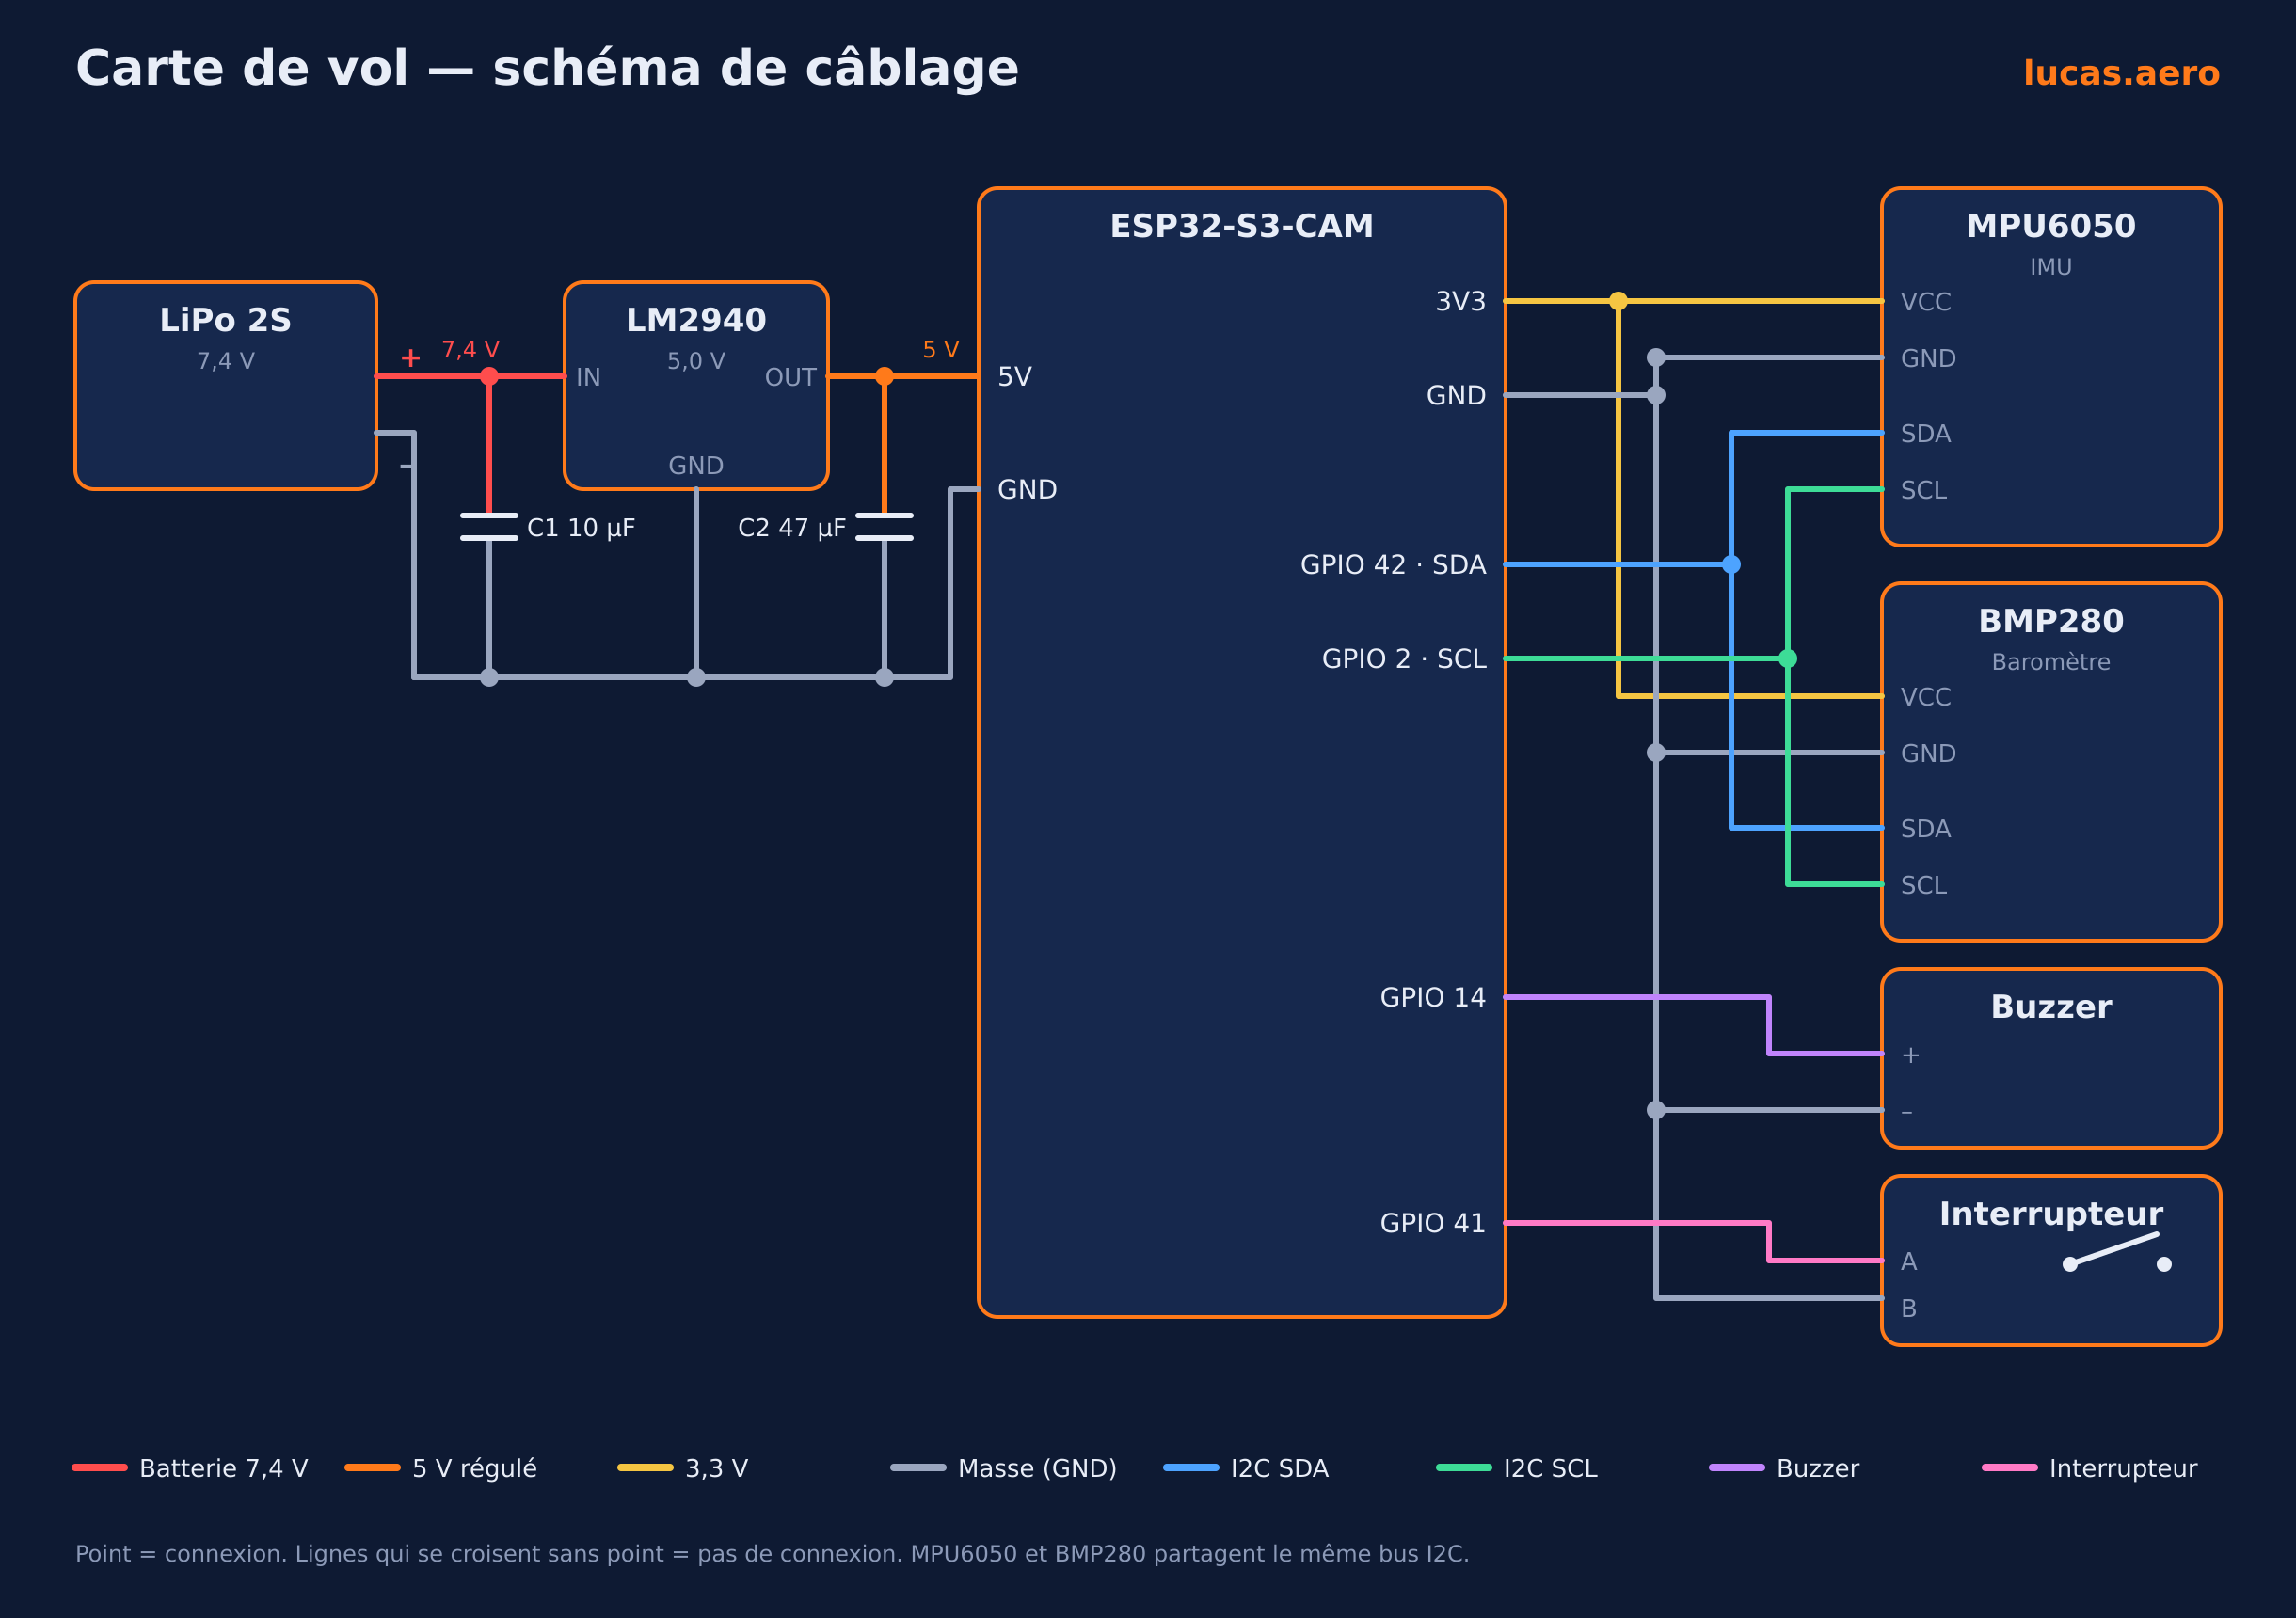 Carte de vol — schéma de câblage
lucas.aero
LiPo 2S
7,4 V
+
7,4 V
–
LM2940
5,0 V
IN
OUT
GND
5 V
C1 10 µF
C2 47 µF
ESP32-S3-CAM
5V
GND
3V3
GND
GPIO 42 · SDA
GPIO 2 · SCL
GPIO 14
GPIO 41
MPU6050
IMU
VCC
GND
SDA
SCL
BMP280
Baromètre
VCC
GND
SDA
SCL
Buzzer
+
–
Interrupteur
A
B
Batterie 7,4 V
5 V régulé
3,3 V
Masse (GND)
I2C SDA
I2C SCL
Buzzer
Interrupteur
Point = connexion. Lignes qui se croisent sans point = pas de connexion. MPU6050 et BMP280 partagent le même bus I2C.